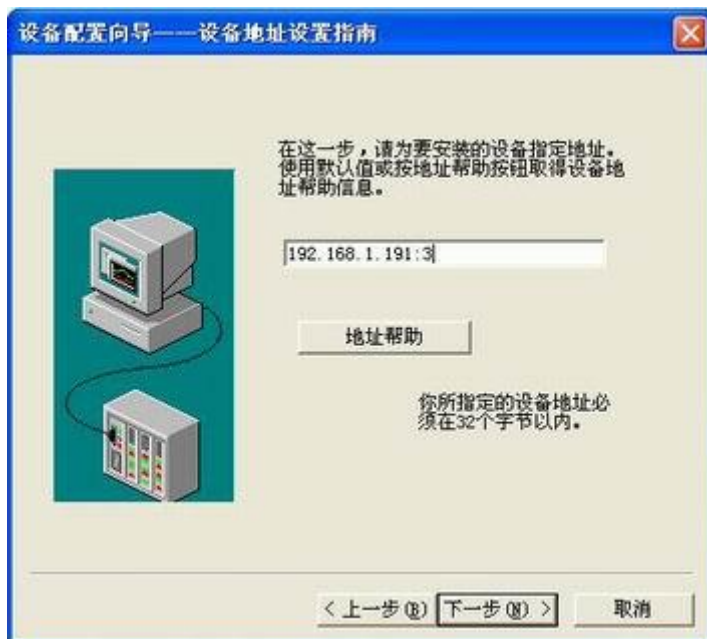 设备配置向导——设备地址设置指南
在这一步，请为要安装的设备指定地址。
使用默认值或按地址帮助按钮取得设备地
址帮助信息。
192.168.1.191:3
地址帮助
你所指定的设备地址必
须在32个字节以内。
< 上一步(B) 下一步(N) > 取消